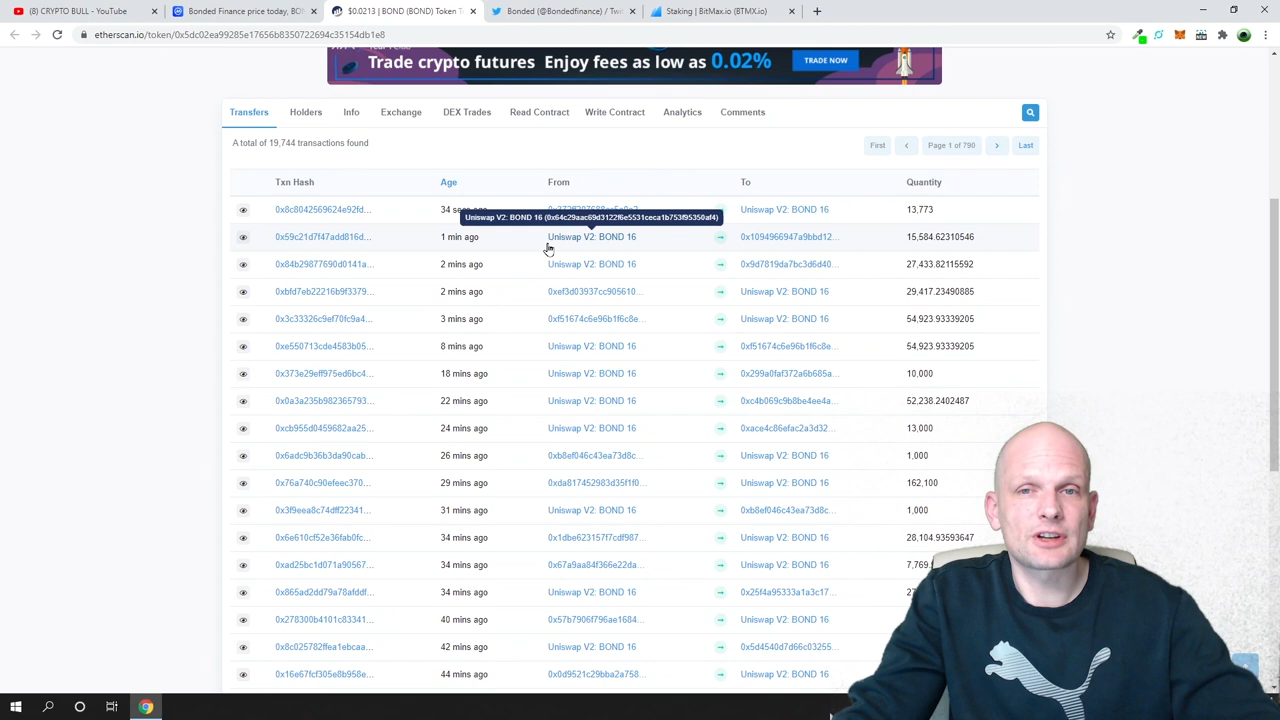 (8) CRYPTO BULL - YouTube
Bonded Finance price today, BON
$0.0213 | BOND (BOND) Token T
Bonded (@Bondedfinance) / Twit
Staking | BitMax.io (BTMX.io)
etherscan.io/token/0x5dc02ea99285e17656b8350722694c35154db1e8
Trade crypto futures Enjoy fees as low as 0.02% TRADE NOW
Transfers Holders Info Exchange DEX Trades Read Contract Write Contract Analytics Comments
A total of 19,744 transactions found First Page 1 of 790 Last
Txn Hash Age From To Quantity
0x8c8042569624e92fd... 34 Uniswap V2: BOND 16 13,773
Uniswap V2: BOND 16 (0x64c29aac69d3122f6e5531ceca1b753f95350af4)
0x59c21d7f47add816d... 1 min ago Uniswap V2: BOND 16 0x1094966947a9bbd12... 15,584.62310546
0x84b29877690d0141a... 2 mins ago Uniswap V2: BOND 16 0x9d7819da7bc3d6d40... 27,433.82115592
0xbfd7eb22216b9f3379... 2 mins ago 0xef3d03937cc905610... Uniswap V2: BOND 16 29,417.23490885
0x3c33326c9ef70fc9a4... 3 mins ago 0xf51674c6e96b1f6c8e... Uniswap V2: BOND 16 54,923.93339205
0xe550713cde4583b05... 8 mins ago Uniswap V2: BOND 16 0xf51674c6e96b1f6c8e... 54,923.93339205
0x373e29eff975ed6bc4... 18 mins ago Uniswap V2: BOND 16 0x299a0faf372a6b685a... 10,000
0x0a3a235b982365793... 22 mins ago Uniswap V2: BOND 16 0xc4b069c9b8be4ee4a... 52,238.2402487
0xcb955d0459682aa25... 24 mins ago Uniswap V2: BOND 16 0xace4c86efac2a3d32... 13,000
0x6adc9b36b3da90cab... 26 mins ago 0xb8ef046c43ea73d8c... Uniswap V2: BOND 16 1,000
0x76a740c90efeec370... 29 mins ago 0xda817452983d35f1f0... Uniswap V2: BOND 16 162,100
0x3f9eea8c74dff22341... 31 mins ago Uniswap V2: BOND 16 0xb8ef046c43ea73d8c... 1,000
0x6e610cf52e36fab0fc... 34 mins ago 0x1dbe623157f7cdf987... Uniswap V2: BOND 16 28,104.93593647
0xad25bc1d071a90567... 34 mins ago 0x67a9aa84f366e22da... Uniswap V2: BOND 16 7,769.
0x865ad2dd79a78afddf... 34 mins ago Uniswap V2: BOND 16 0x25f4a95333a1a3c17... 27
0x278300b4101c83341... 40 mins ago 0x57b7906f796ae1684... Uniswap V2: BOND 16
0x8c025782ffea1ebcaa... 42 mins ago Uniswap V2: BOND 16 0x5d4540d7d66c03255...
0x16e67fcf305e8b958e... 44 mins ago 0x0d9521c29bba2a758... Uniswap V2: BOND 16